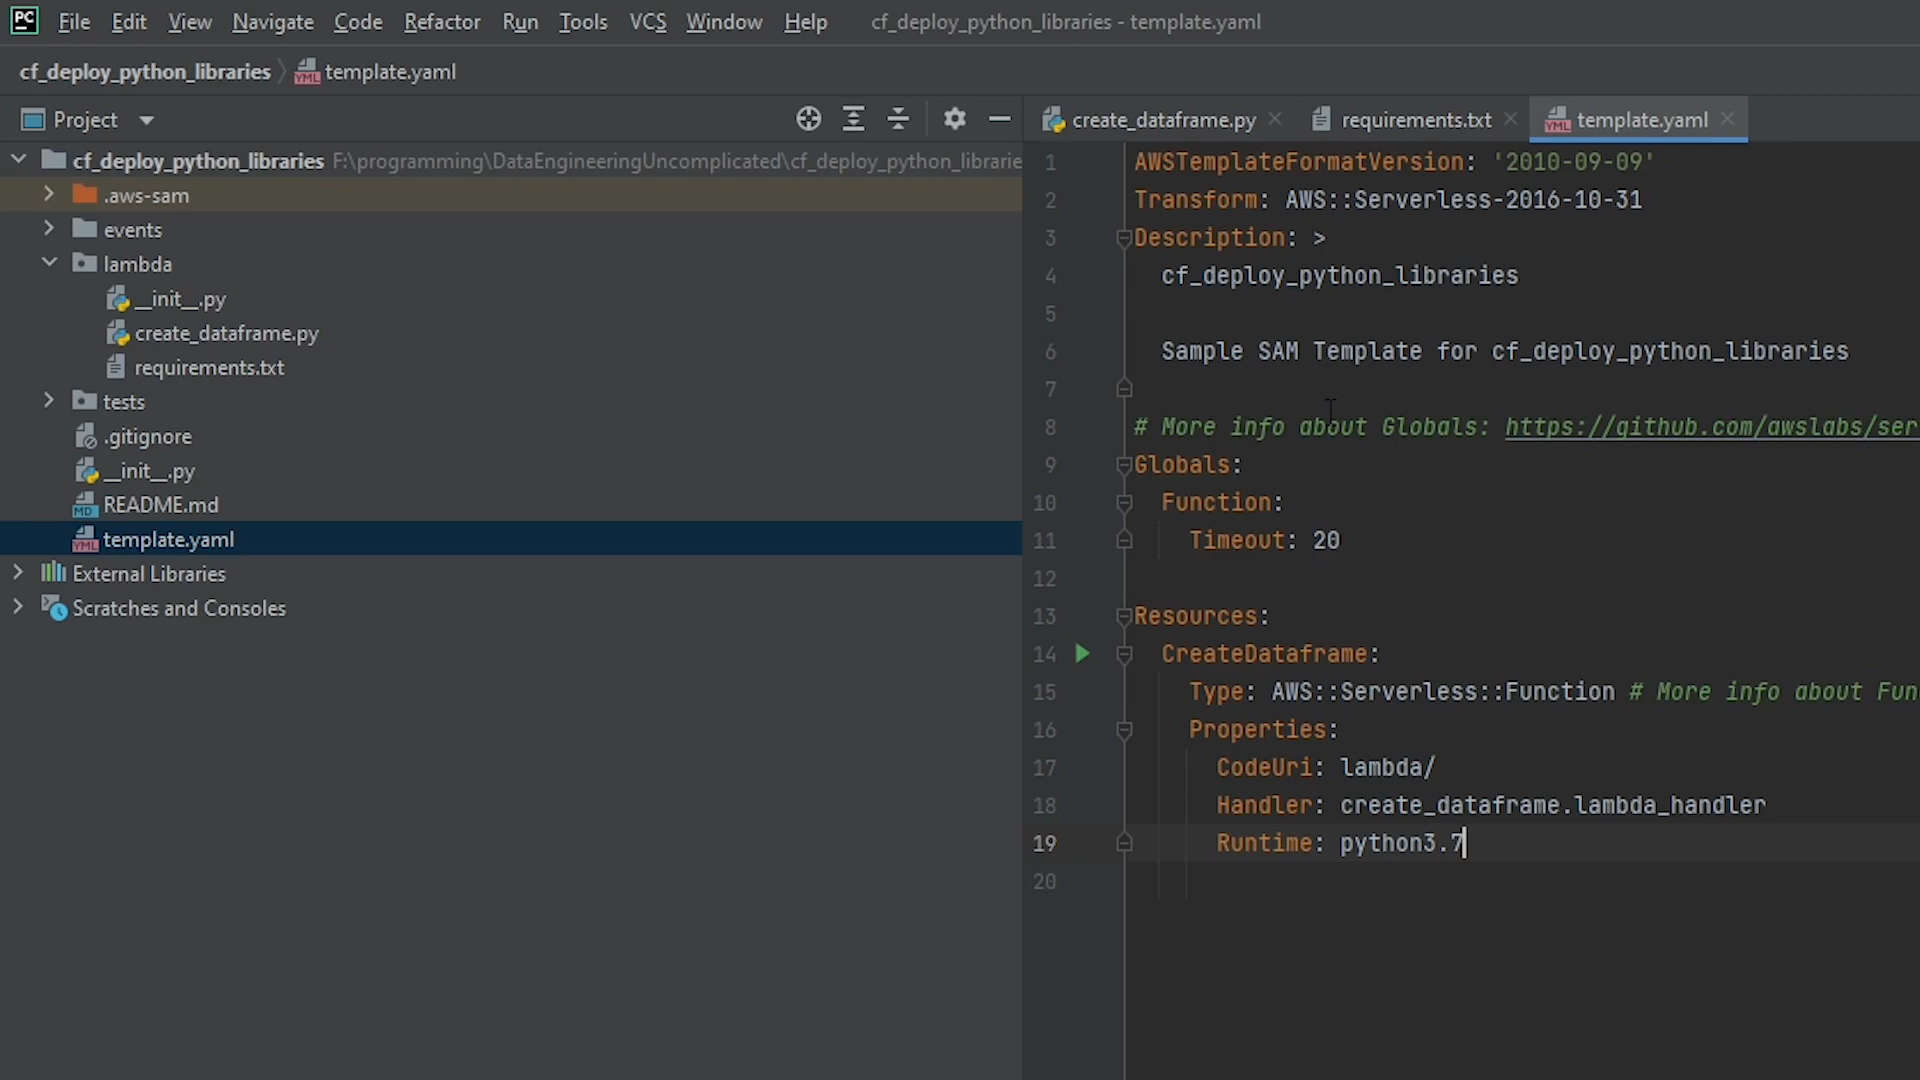 PC File Edit View Navigate Code Refactor Run Tools VCS Window Help cf_deploy_python_libraries - template.yaml
cf_deploy_python_libraries template.yaml
Project
cf_deploy_python_libraries F:\programming\DataEngineeringUncomplicated\cf_deploy_python_librarie
.aws-sam
events
lambda
__init__.py
create_dataframe.py
requirements.txt
tests
.gitignore
__init__.py
README.md
template.yaml
External Libraries
Scratches and Consoles
create_dataframe.py requirements.txt template.yaml
1 AWSTemplateFormatVersion: '2010-09-09'
2 Transform: AWS::Serverless-2016-10-31
3 Description: >
4 cf_deploy_python_libraries
5
6 Sample SAM Template for cf_deploy_python_libraries
7
8 # More info about Globals: https://github.com/awslabs/ser
9 Globals:
10 Function:
11 Timeout: 20
12
13 Resources:
14 CreateDataframe:
15 Type: AWS::Serverless::Function # More info about Fun
16 Properties:
17 CodeUri: lambda/
18 Handler: create_dataframe.lambda_handler
19 Runtime: python3.7
20